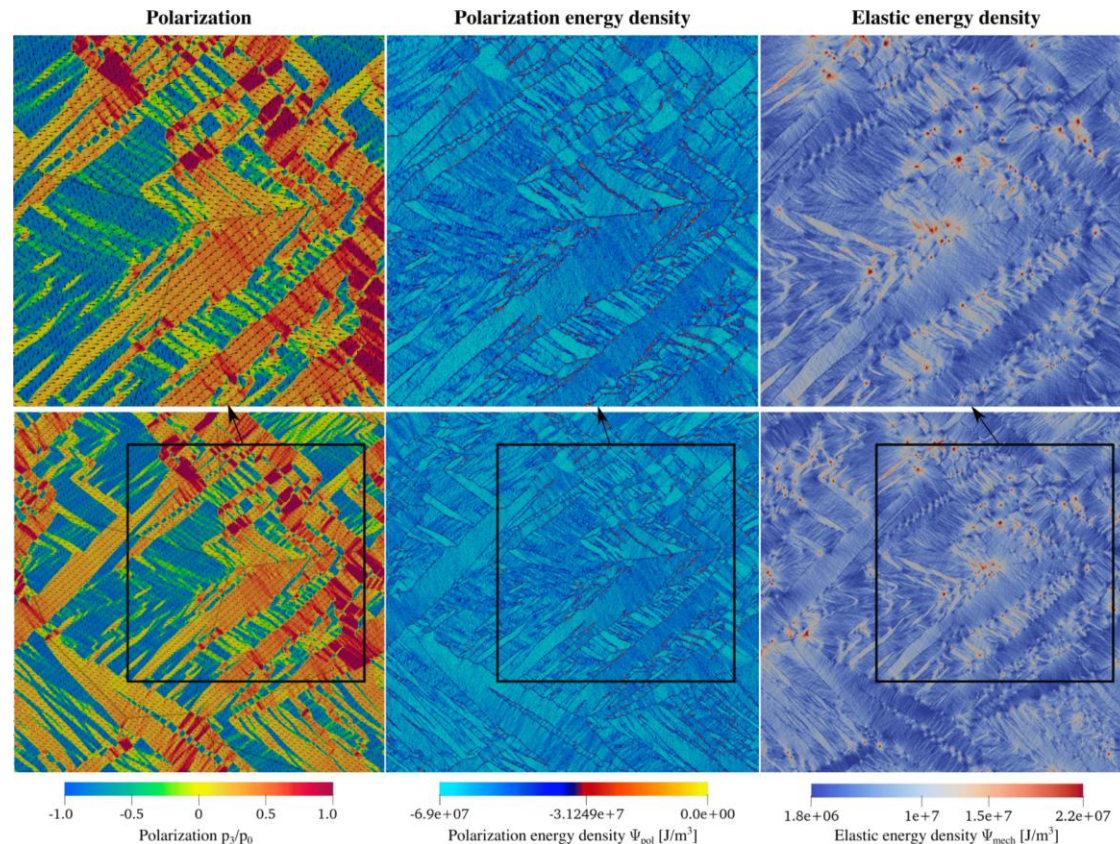 Polarization
Polarization energy density
Elastic energy density
-1.0 -0.5 0 0.5 1.0
Polarization p₃/p₀
-6.9e+07 -3.1249e+7 0.0e+00
Polarization energy density Ψpol [J/m³]
1.8e+06 1e+7 1.5e+7 2.2e+07
Elastic energy density Ψmech [J/m³]